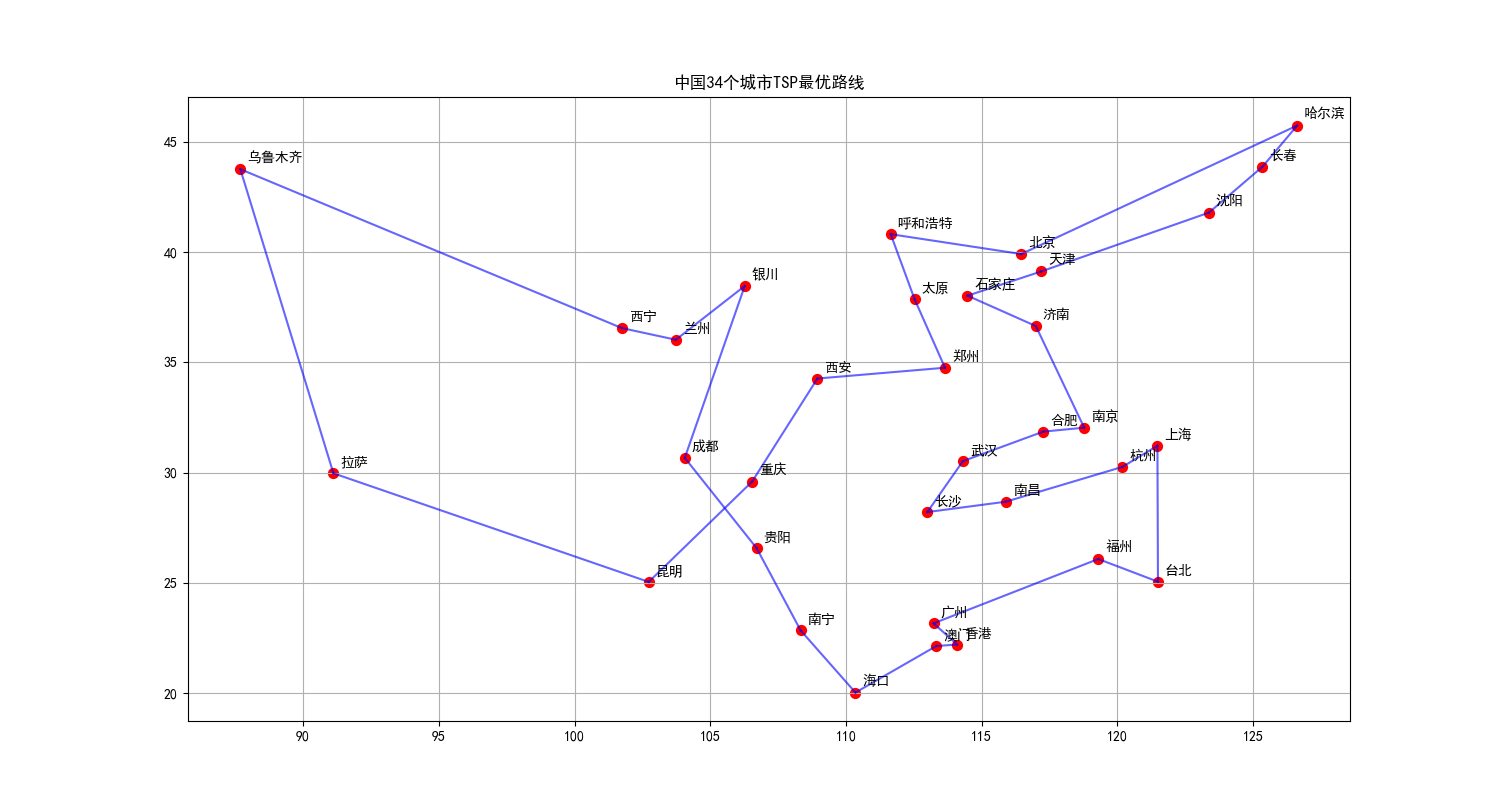 中国34个城市TSP最优路线
45
40
35
30
25
20
哈尔滨
乌鲁木齐
长春
沈阳
呼和浩特
北京
天津
银川
石家庄
太原
西宁
济南
兰州
郑州
西安
南京
合肥
上海
成都
武汉
杭州
拉萨
重庆
长沙
南昌
贵阳
福州
昆明
台北
南宁
广州
澳门
香港
海口
90
95
100
105
110
115
120
125